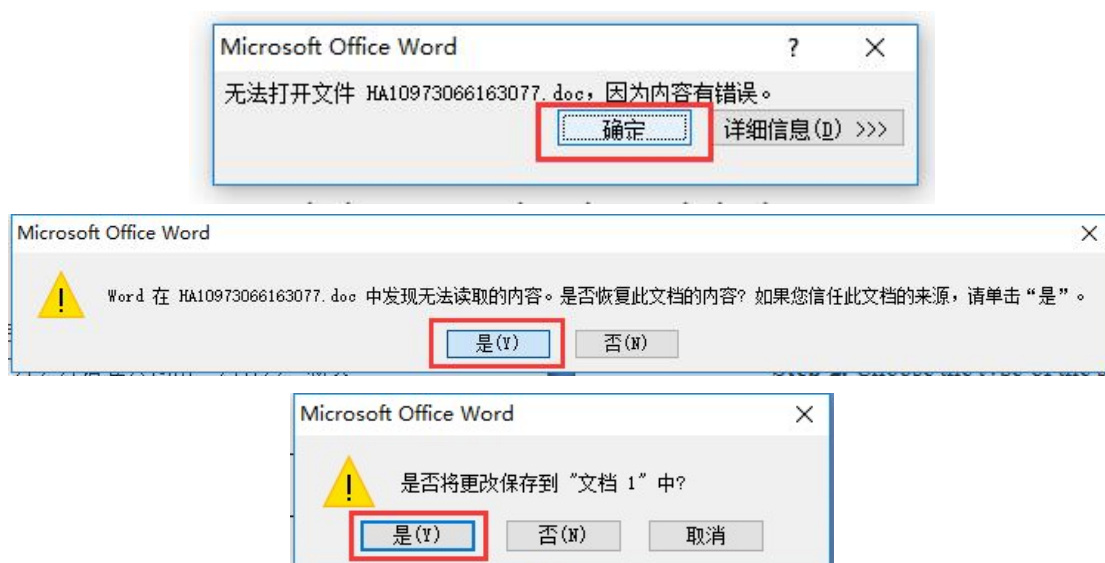 Microsoft Office Word
无法打开文件 HA10973066163077.doc，因为内容有错误。
确定 详细信息(D) >>>
Microsoft Office Word
Word 在 HA10973066163077.doc 中发现无法读取的内容。是否恢复此文档的内容? 如果您信任此文档的来源，请单击“是”。
是(Y) 否(N)
Microsoft Office Word
是否将更改保存到 "文档 1" 中?
是(Y) 否(N) 取消